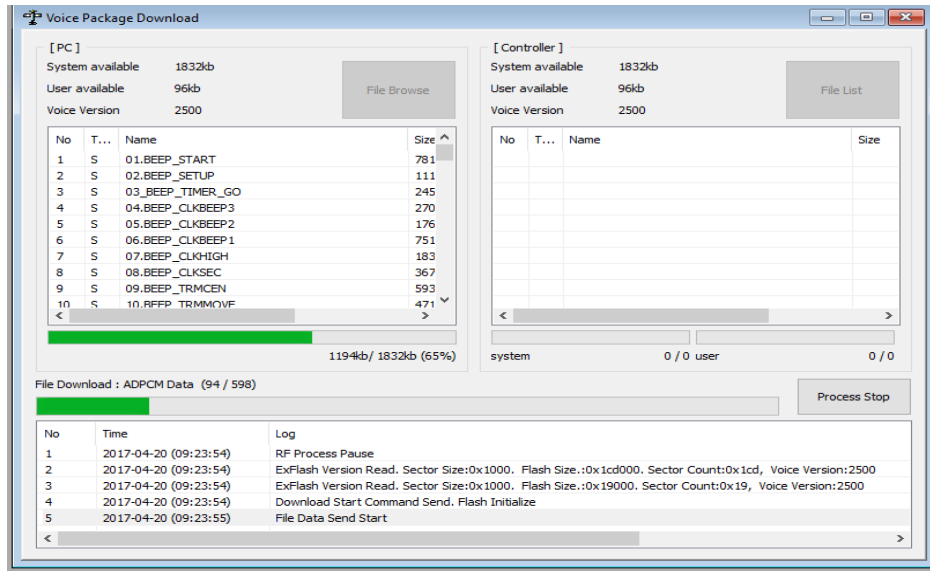 Voice Package Download
[ PC ]
System available 1832kb
User available 96kb
Voice Version 2500
File Browse
No T... Name Size
1 S 01.BEEP_START 781
2 S 02.BEEP_SETUP 111
3 S 03_BEEP_TIMER_GO 245
4 S 04.BEEP_CLKBEEP3 270
5 S 05.BEEP_CLKBEEP2 176
6 S 06.BEEP_CLKBEEP1 751
7 S 07.BEEP_CLKHIGH 183
8 S 08.BEEP_CLKSEC 367
9 S 09.BEEP_TRMCEN 593
10 S 10.BEEP_TRMMOVE 471
1194kb/ 1832kb (65%)
[ Controller ]
System available 1832kb
User available 96kb
Voice Version 2500
File List
No T... Name Size
system 0 / 0 user 0 / 0
File Download : ADPCM Data (94 / 598)
Process Stop
No Time Log
1 2017-04-20 (09:23:54) RF Process Pause
2 2017-04-20 (09:23:54) ExFlash Version Read. Sector Size:0x1000. Flash Size.:0x1cd000. Sector Count:0x1cd, Voice Version:2500
3 2017-04-20 (09:23:54) ExFlash Version Read. Sector Size:0x1000. Flash Size.:0x19000. Sector Count:0x19, Voice Version:2500
4 2017-04-20 (09:23:54) Download Start Command Send. Flash Initialize
5 2017-04-20 (09:23:55) File Data Send Start